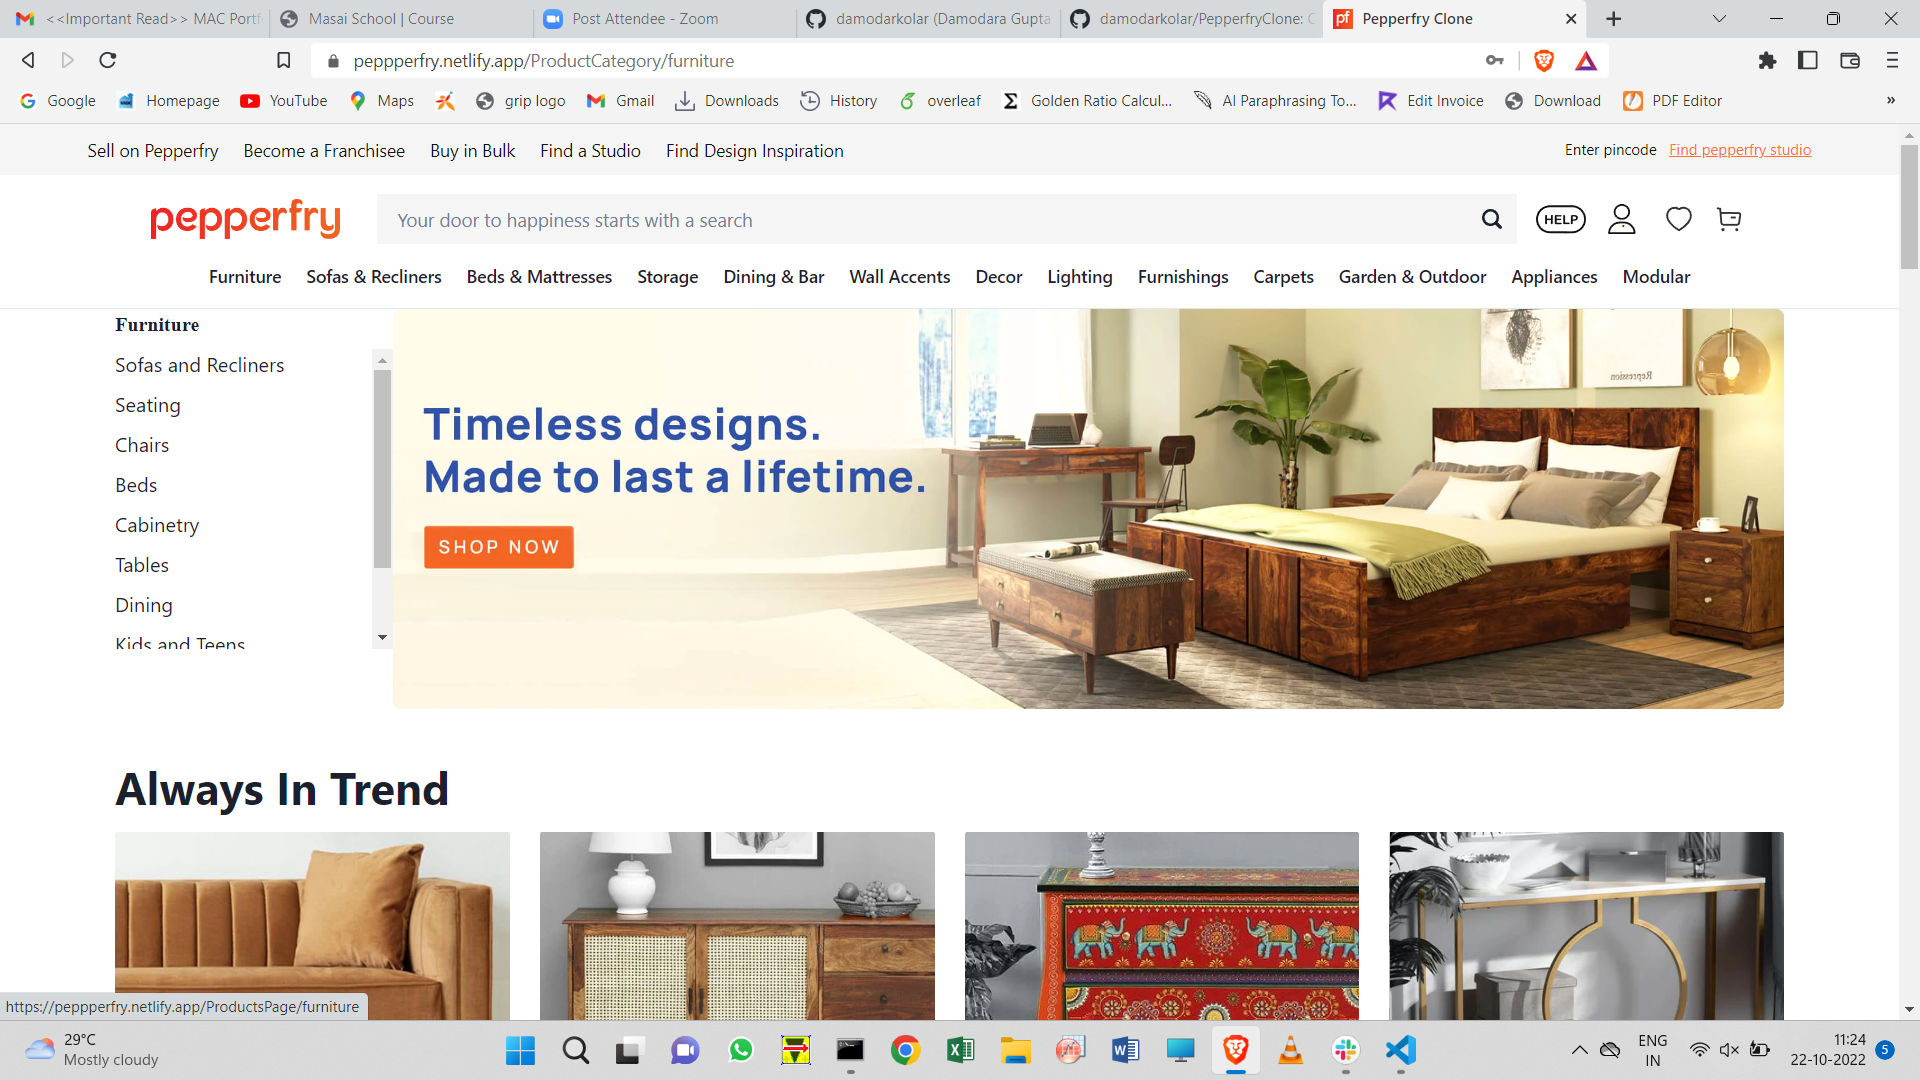 <<Important Read>> MAC Portf
Masai School | Course
Post Attendee - Zoom
damodarkolar (Damodara Gupta
damodarkolar/PepperfryClone: C
pf Pepperfry Clone
peppperfry.netlify.app/ProductCategory/furniture
Google
Homepage
YouTube
Maps
grip logo
Gmail
Downloads
History
overleaf
Golden Ratio Calcul...
AI Paraphrasing To...
Edit Invoice
Download
PDF Editor
»
Sell on Pepperfry
Become a Franchisee
Buy in Bulk
Find a Studio
Find Design Inspiration
Enter pincode
Find pepperfry studio
pepperfry
Your door to happiness starts with a search
HELP
Furniture
Sofas & Recliners
Beds & Mattresses
Storage
Dining & Bar
Wall Accents
Decor
Lighting
Furnishings
Carpets
Garden & Outdoor
Appliances
Modular
Furniture
Sofas and Recliners
Seating
Chairs
Beds
Cabinetry
Tables
Dining
Kids and Teens
Timeless designs.
Made to last a lifetime.
SHOP NOW
Repression
Always In Trend
https://peppperfry.netlify.app/ProductsPage/furniture
29°C
Mostly cloudy
ENG
IN
11:24
22-10-2022
5